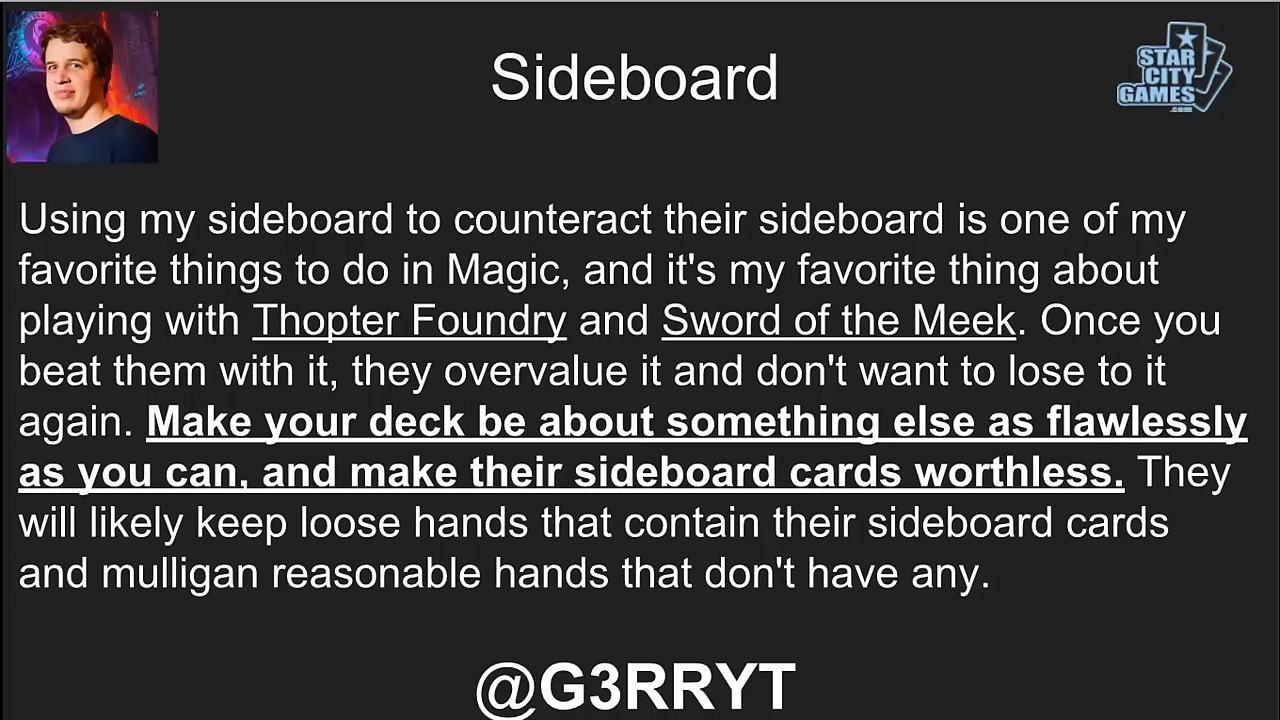 Sideboard
STAR
CITY
GAMES
.com
Using my sideboard to counteract their sideboard is one of my
favorite things to do in Magic, and it's my favorite thing about
playing with Thopter Foundry and Sword of the Meek. Once you
beat them with it, they overvalue it and don't want to lose to it
again. Make your deck be about something else as flawlessly
as you can, and make their sideboard cards worthless. They
will likely keep loose hands that contain their sideboard cards
and mulligan reasonable hands that don't have any.
@G3RRYT